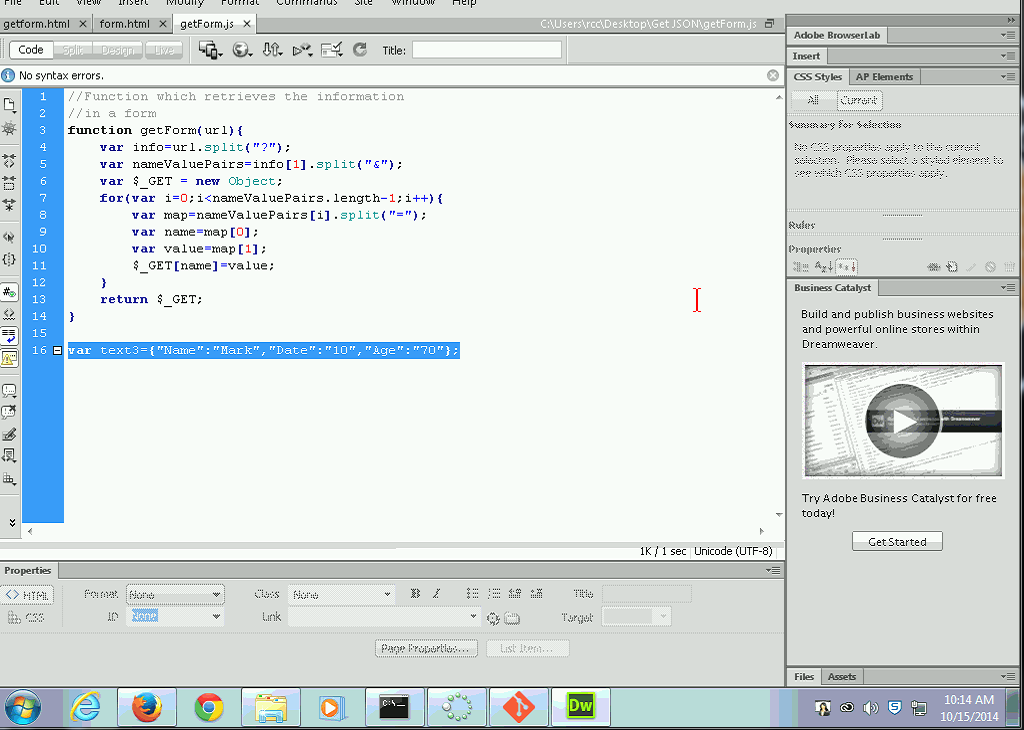 File Edit View Insert Modify Format Commands Site Window Help
getForm.html × form.html × getForm.js × C:\Users\rcc\Desktop\GetJSON\getForm.js
Code Split Design Live Title:
No syntax errors.
1 //Function which retrieves the information
2 //in a form
3 function getForm(url){
4 var info=url.split("?");
5 var nameValuePairs=info[1].split("&");
6 var $_GET = new Object;
7 for(var i=0;i<nameValuePairs.length-1;i++){
8 var map=nameValuePairs[i].split("=");
9 var name=map[0];
10 var value=map[1];
11 $_GET[name]=value;
12 }
13 return $_GET;
14 }
15
16 var text3={"Name":"Mark","Date":"10","Age":"70"};
1K / 1 sec Unicode (UTF-8)
Properties
<> HTML Format None Class None B I Title
CSS ID None Link Target
Page Properties... List Item...
Adobe BrowserLab
Insert
CSS Styles AP Elements
All Current
Summary for Selection
No CSS properties apply to the current
selection. Please select a styled element to
see which CSS properties apply.
Rules
Properties
Business Catalyst
Build and publish business websites
and powerful online stores within
Dreamweaver.
Try Adobe Business Catalyst for free
today!
Get Started
Files Assets
Dw
10:14 AM
10/15/2014